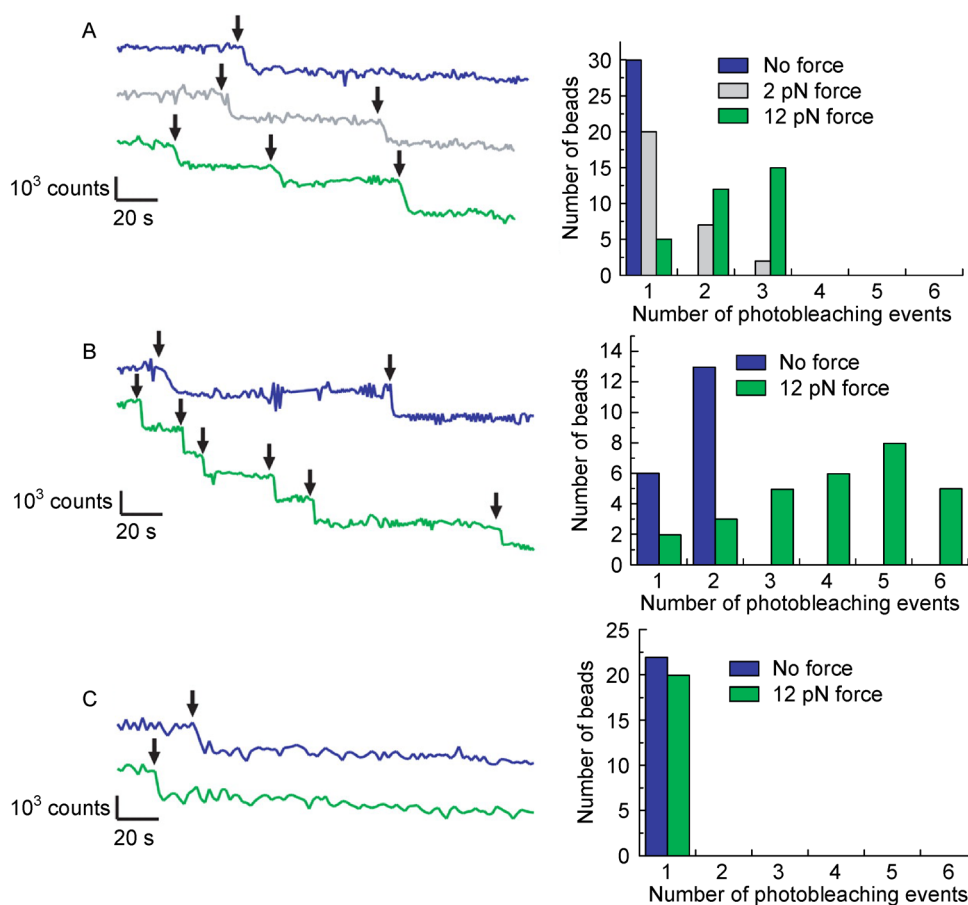 A
10³ counts
20 s
Number of beads
30
25
20
15
10
5
0
No force
2 pN force
12 pN force
1 2 3 4 5 6
Number of photobleaching events
B
10³ counts
20 s
Number of beads
14
12
10
8
6
4
2
0
No force
12 pN force
1 2 3 4 5 6
Number of photobleaching events
C
10³ counts
20 s
Number of beads
25
20
15
10
5
0
No force
12 pN force
1 2 3 4 5 6
Number of photobleaching events